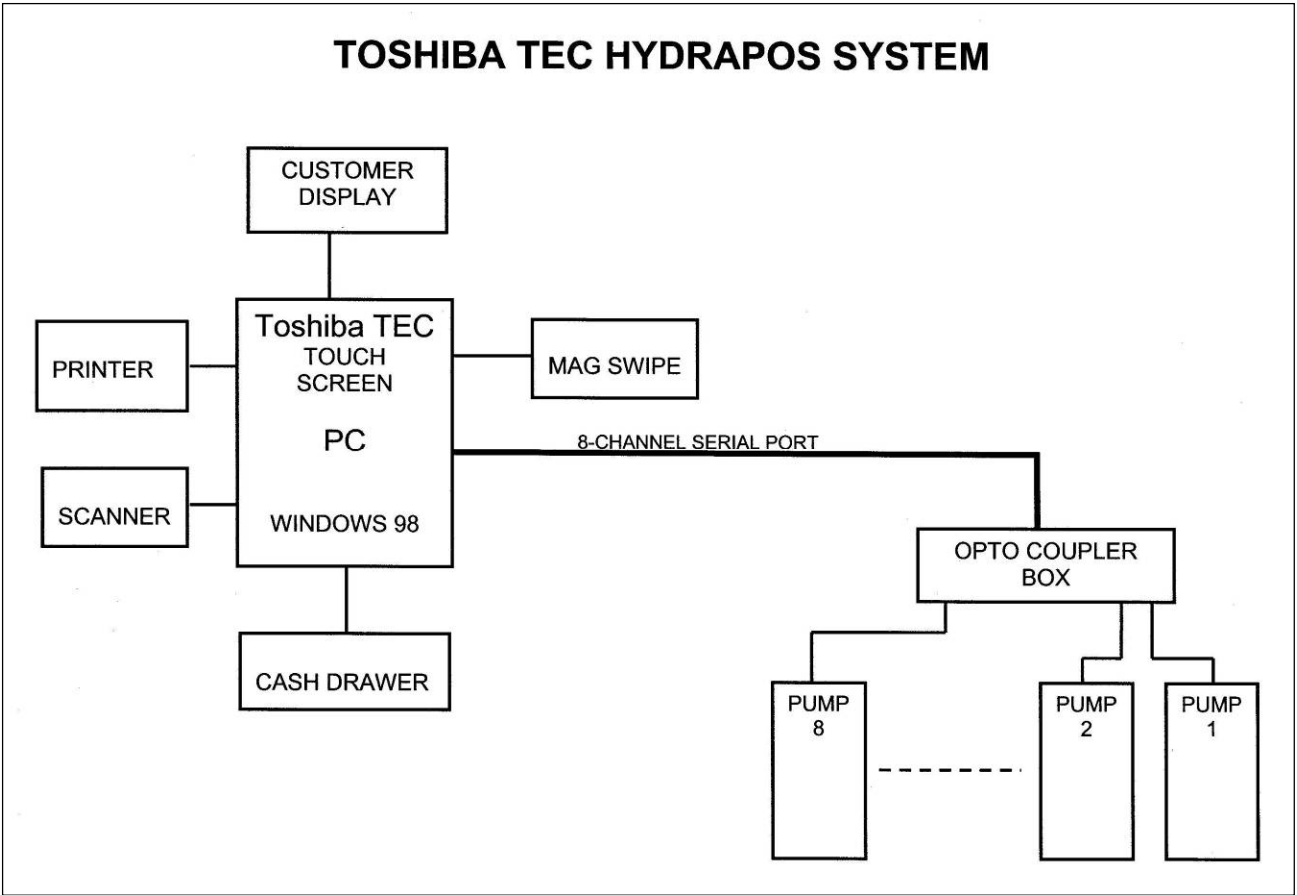 TOSHIBA TEC HYDRAPOS SYSTEM
CUSTOMER
DISPLAY
Toshiba TEC
TOUCH
SCREEN
PC
WINDOWS 98
PRINTER
SCANNER
MAG SWIPE
8-CHANNEL SERIAL PORT
CASH DRAWER
OPTO COUPLER
BOX
PUMP
8
PUMP
2
PUMP
1